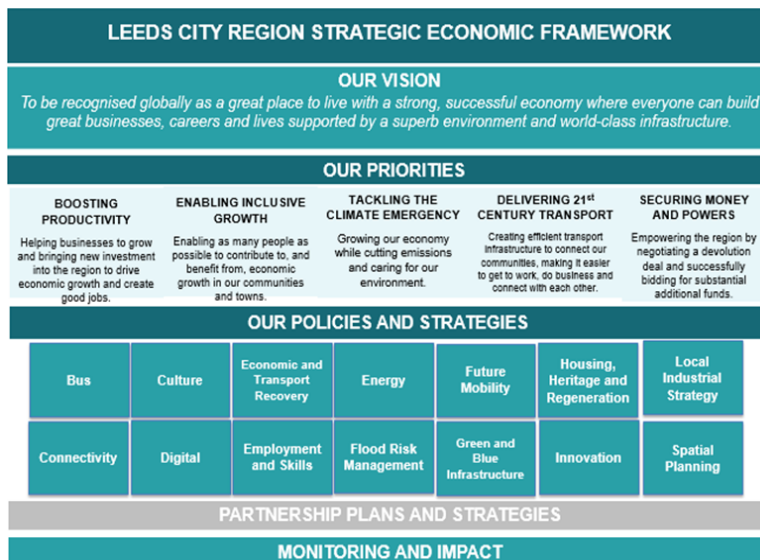 LEEDS CITY REGION STRATEGIC ECONOMIC FRAMEWORK
OUR VISION
To be recognised globally as a great place to live with a strong, successful economy where everyone can build
great businesses, careers and lives supported by a superb environment and world-class infrastructure.
OUR PRIORITIES
BOOSTING
PRODUCTIVITY
Helping businesses to grow
and bringing new investment
into the region to drive
economic growth and create
good jobs.
ENABLING INCLUSIVE
GROWTH
Enabling as many people as
possible to contribute to, and
benefit from, economic
growth in our communities
and towns.
TACKLING THE
CLIMATE EMERGENCY
Growing our economy
while cutting emissions
and caring for our
environment.
DELIVERING 21st
CENTURY TRANSPORT
Creating efficient transport
infrastructure to connect our
communities, making it easier
to get to work, do business and
connect with each other.
SECURING MONEY
AND POWERS
Empowering the region by
negotiating a devolution
deal and successfully
bidding for substantial
additional funds.
OUR POLICIES AND STRATEGIES
Bus
Culture
Economic and
Transport
Recovery
Energy
Future
Mobility
Housing,
Heritage and
Regeneration
Local
Industrial
Strategy
Connectivity
Digital
Employment
and Skills
Flood Risk
Management
Green and
Blue
Infrastructure
Innovation
Spatial
Planning
PARTNERSHIP PLANS AND STRATEGIES
MONITORING AND IMPACT